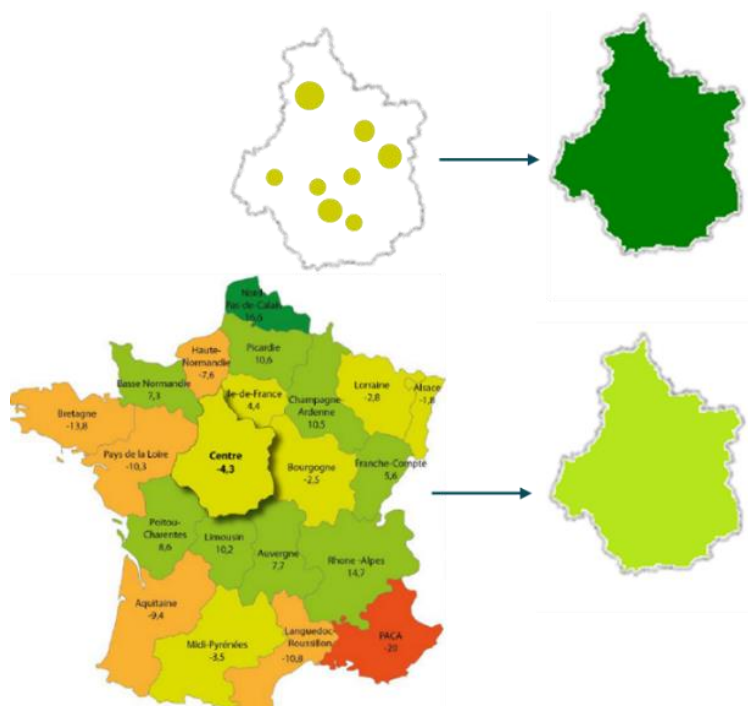 Nord-
Pas-de-Calais
16,6
Haute-
Normandie
-7,6
Picardie
10,6
Basse Normandie
7,3
Ile-de-France
4,4
Champagne-
Ardenne
10,5
Lorraine
-2,8
Alsace
-1,8
Bretagne
-13,8
Pays de la Loire
-10,3
Centre
-4,3
Bourgogne
-2,5
Franche-Compte
5,6
Poitou-
Charentes
8,6
Limousin
10,2
Auvergne
7,7
Rhone -Alpes
14,7
Aquitaine
-9,4
Midi-Pyrénées
-3,5
Languedoc-
Roussillon
-10,8
PACA
-20